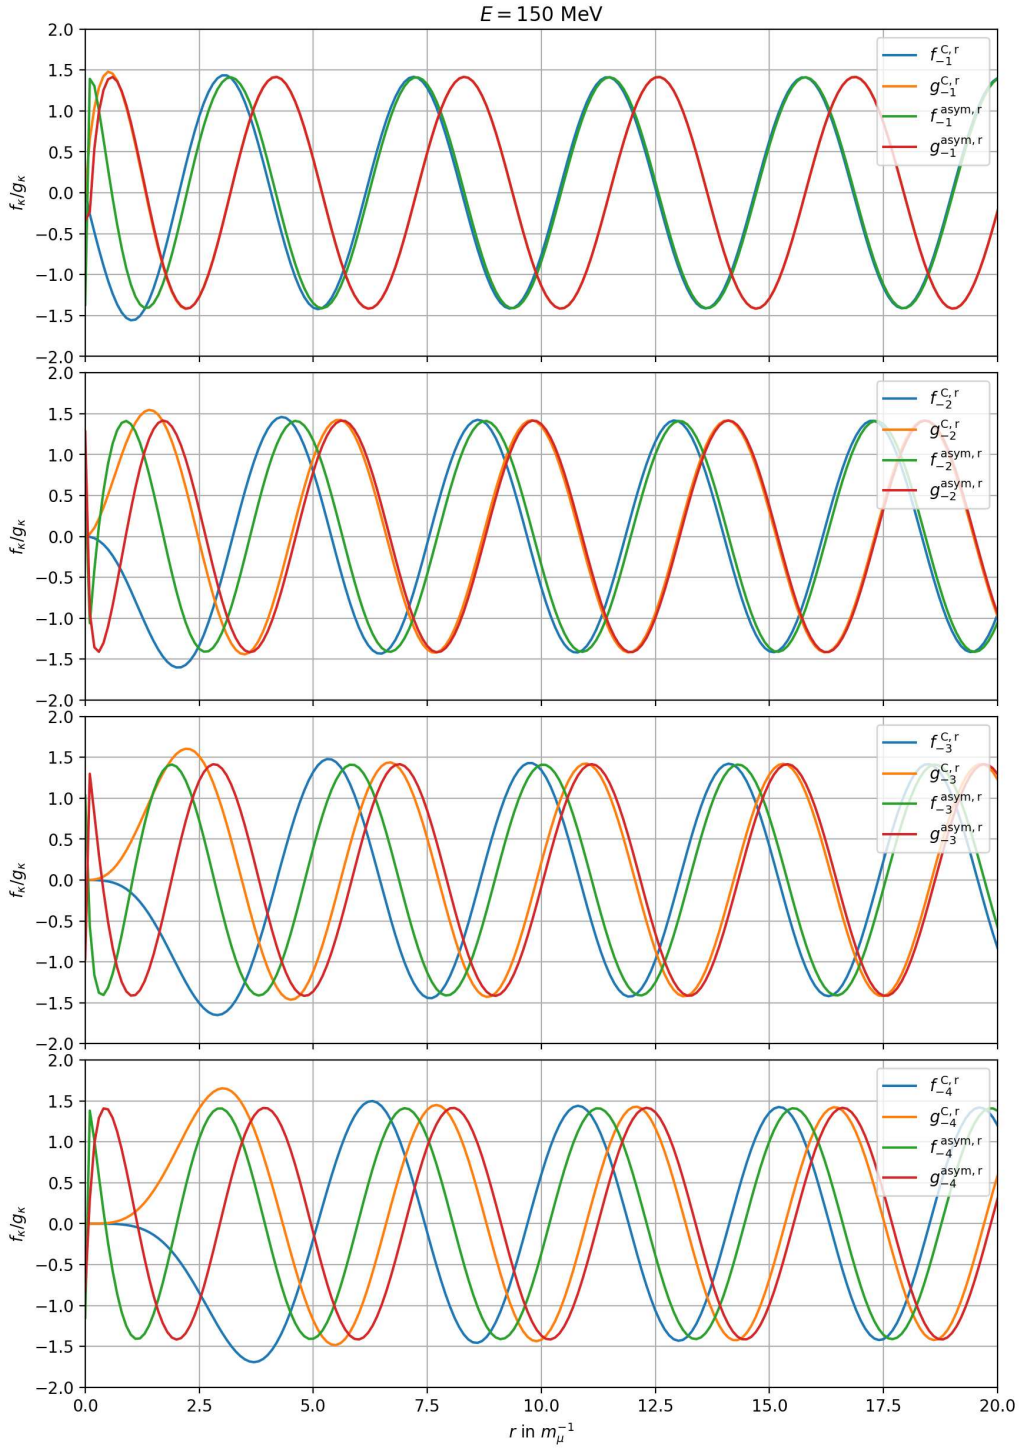 E = 150 MeV
2.0
1.5
1.0
0.5
0.0
−0.5
−1.0
−1.5
−2.0
f_κ/g_κ
f_{−1}^{C, r}
g_{−1}^{C, r}
f_{−1}^{asym, r}
g_{−1}^{asym, r}
2.0
1.5
1.0
0.5
0.0
−0.5
−1.0
−1.5
−2.0
f_κ/g_κ
f_{−2}^{C, r}
g_{−2}^{C, r}
f_{−2}^{asym, r}
g_{−2}^{asym, r}
2.0
1.5
1.0
0.5
0.0
−0.5
−1.0
−1.5
−2.0
f_κ/g_κ
f_{−3}^{C, r}
g_{−3}^{C, r}
f_{−3}^{asym, r}
g_{−3}^{asym, r}
2.0
1.5
1.0
0.5
0.0
−0.5
−1.0
−1.5
−2.0
f_κ/g_κ
f_{−4}^{C, r}
g_{−4}^{C, r}
f_{−4}^{asym, r}
g_{−4}^{asym, r}
0.0 2.5 5.0 7.5 10.0 12.5 15.0 17.5 20.0
r in m_μ^{−1}